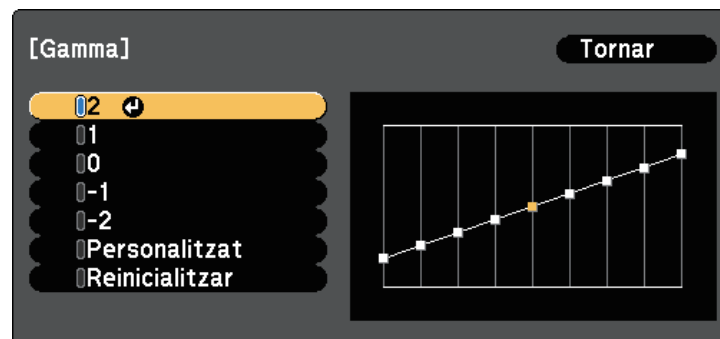 [Gamma]
Tornar
2
1
0
-1
-2
Personalitzat
Reinicialitzar